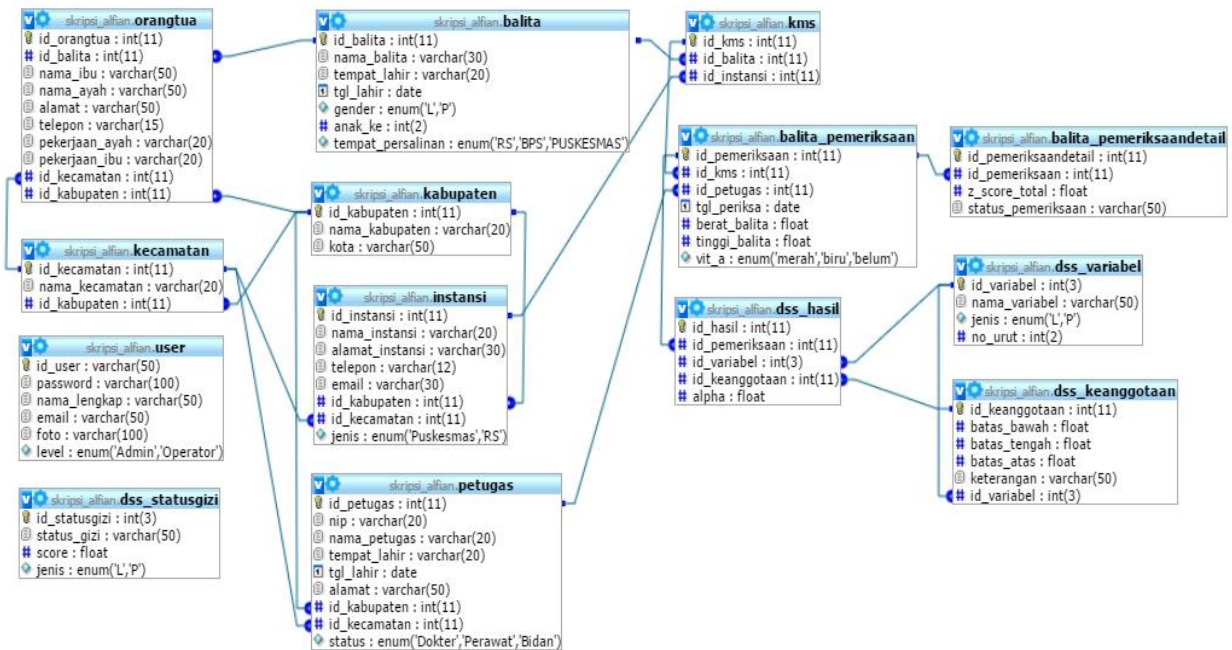 skripsi_alfian.orangtua
id_orangtua : int(11)
id_balita : int(11)
nama_ibu : varchar(50)
nama_ayah : varchar(50)
alamat : varchar(50)
telepon : varchar(15)
pekerjaan_ayah : varchar(20)
pekerjaan_ibu : varchar(20)
id_kecamatan : int(11)
id_kabupaten : int(11)
skripsi_alfian.kecamatan
id_kecamatan : int(11)
nama_kecamatan : varchar(20)
id_kabupaten : int(11)
skripsi_alfian.user
id_user : varchar(50)
password : varchar(100)
nama_lengkap : varchar(50)
email : varchar(50)
foto : varchar(100)
level : enum('Admin','Operator')
skripsi_alfian.dss_statusgizi
id_statusgizi : int(3)
status_gizi : varchar(50)
score : float
jenis : enum('L','P')
skripsi_alfian.balita
id_balita : int(11)
nama_balita : varchar(30)
tempat_lahir : varchar(20)
tgl_lahir : date
gender : enum('L','P')
anak_ke : int(2)
tempat_persalinan : enum('RS','BPS','PUSKESMAS')
skripsi_alfian.kabupaten
id_kabupaten : int(11)
nama_kabupaten : varchar(20)
kota : varchar(50)
skripsi_alfian.instansi
id_instansi : int(11)
nama_instansi : varchar(20)
alamat_instansi : varchar(30)
telepon : varchar(12)
email : varchar(30)
id_kabupaten : int(11)
id_kecamatan : int(11)
jenis : enum('Puskesmas','RS')
skripsi_alfian.petugas
id_petugas : int(11)
nip : varchar(20)
nama_petugas : varchar(20)
tempat_lahir : varchar(20)
tgl_lahir : date
alamat : varchar(50)
id_kabupaten : int(11)
id_kecamatan : int(11)
status : enum('Dokter','Perawat','Bidan')
skripsi_alfian.kms
id_kms : int(11)
id_balita : int(11)
id_instansi : int(11)
skripsi_alfian.balita_pemeriksaan
id_pemeriksaan : int(11)
id_kms : int(11)
id_petugas : int(11)
tgl_periksa : date
berat_balita : float
tinggi_balita : float
vit_a : enum('merah','biru','belum')
skripsi_alfian.dss_hasil
id_hasil : int(11)
id_pemeriksaan : int(11)
id_variabel : int(3)
id_keanggotaan : int(11)
alpha : float
skripsi_alfian.balita_pemeriksaandetail
id_pemeriksaandetail : int(11)
id_pemeriksaan : int(11)
z_score_total : float
status_pemeriksaan : varchar(50)
skripsi_alfian.dss_variabel
id_variabel : int(3)
nama_variabel : varchar(50)
jenis : enum('L','P')
no_urut : int(2)
skripsi_alfian.dss_keanggotaan
id_keanggotaan : int(11)
batas_bawah : float
batas_tengah : float
batas_atas : float
keterangan : varchar(50)
id_variabel : int(3)